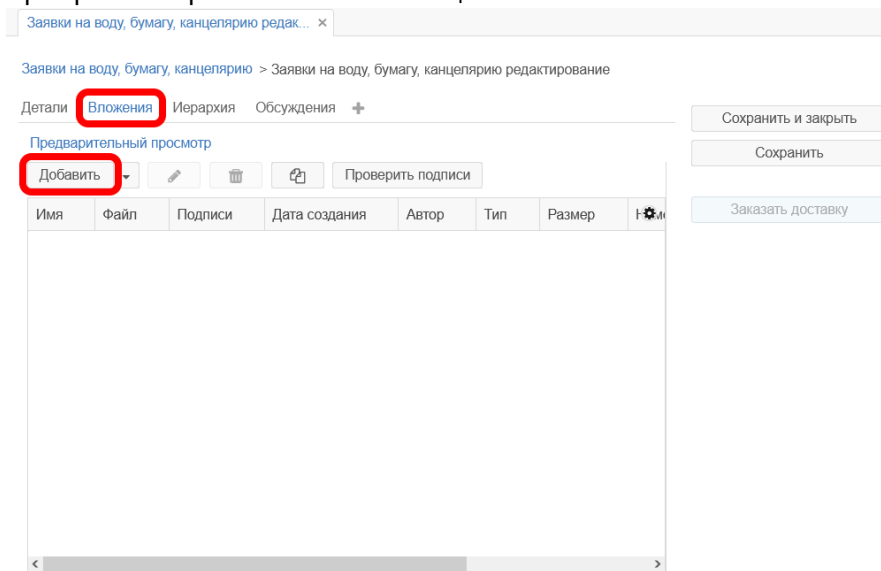 Заявки на воду, бумагу, канцелярию редак... ×
Заявки на воду, бумагу, канцелярию > Заявки на воду, бумагу, канцелярию редактирование
Детали Вложения Иерархия Обсуждения +
Сохранить и закрыть
Предварительный просмотр
Сохранить
Добавить Проверить подписи
Имя Файл Подписи Дата создания Автор Тип Размер
Заказать доставку